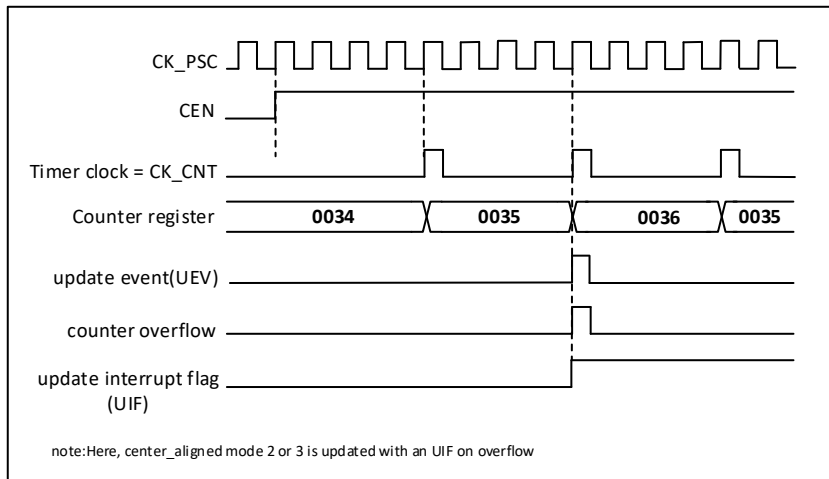 CK_PSC
CEN
Timer clock = CK_CNT
Counter register
0034
0035
0036
0035
update event(UEV)
counter overflow
update interrupt flag
(UIF)
note:Here, center_aligned mode 2 or 3 is updated with an UIF on overflow